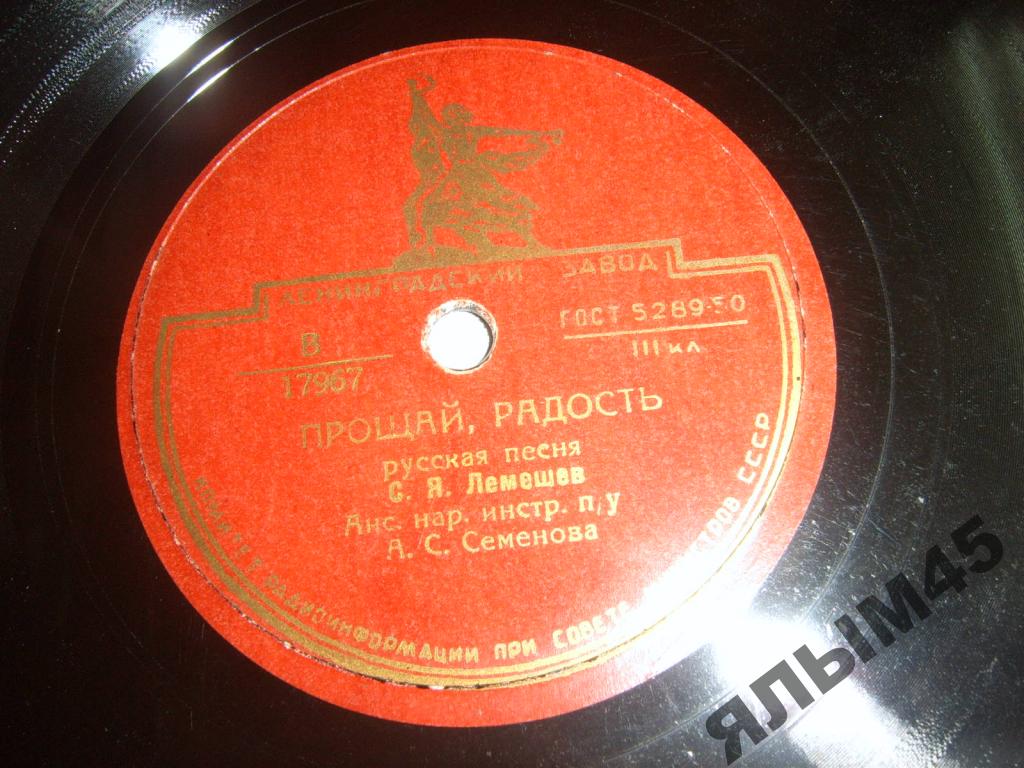 ЛЕНИНГРАДСКИЙ ЗАВОД
В
17967
ГОСТ 5289-50
III кл
ПРОЩАЙ, РАДОСТЬ
русская песня
С. Я. Лемешев
Анс. нар. инстр. п/у
А. С. Семенова
РАДИОИНФОРМАЦИИ ПРИ СОВЕТЕ СССР
ЯЛЫМ45